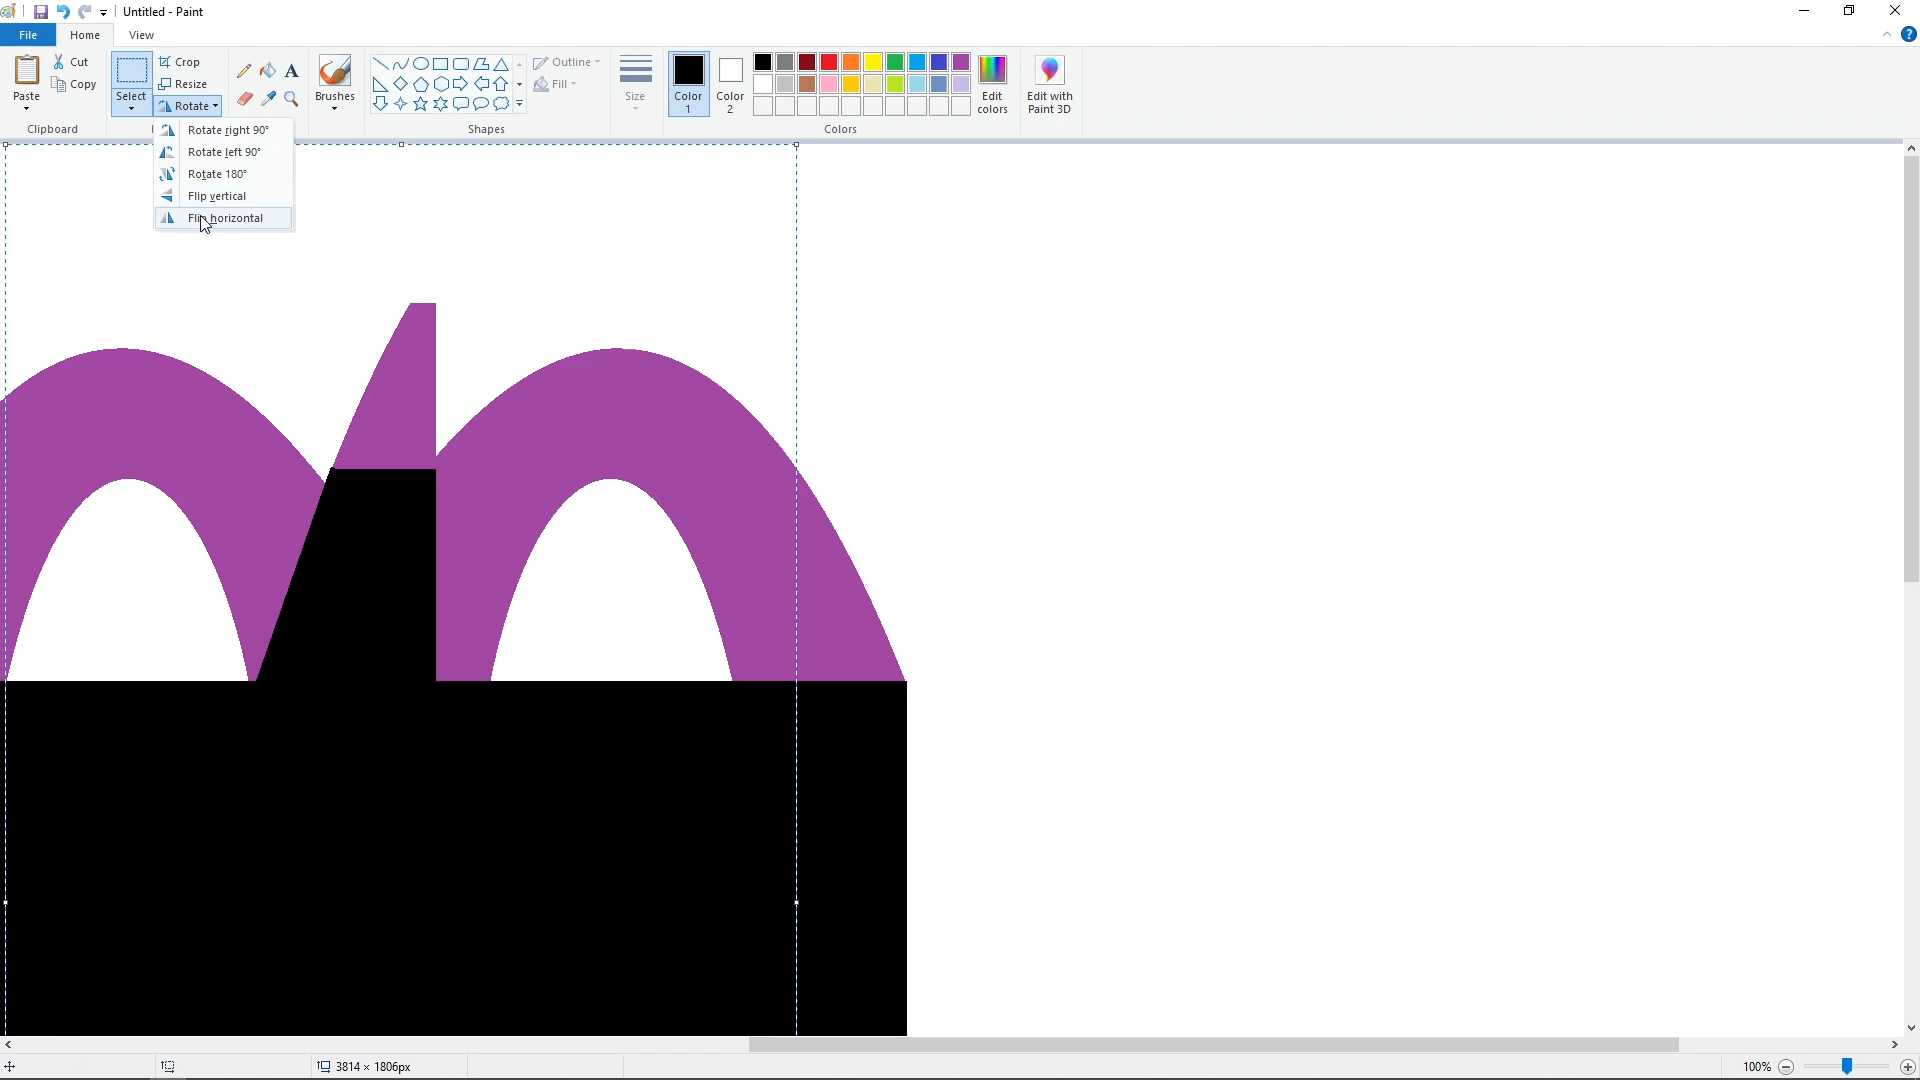 Untitled - Paint
File Home View
Paste
Cut
Copy
Clipboard
Select
Crop
Resize
Rotate
Brushes
Outline
Fill
Shapes
Size
Color 1
Color 2
Edit colors
Edit with Paint 3D
Colors
Rotate right 90°
Rotate left 90°
Rotate 180°
Flip vertical
Flip horizontal
3814 × 1806px
100%